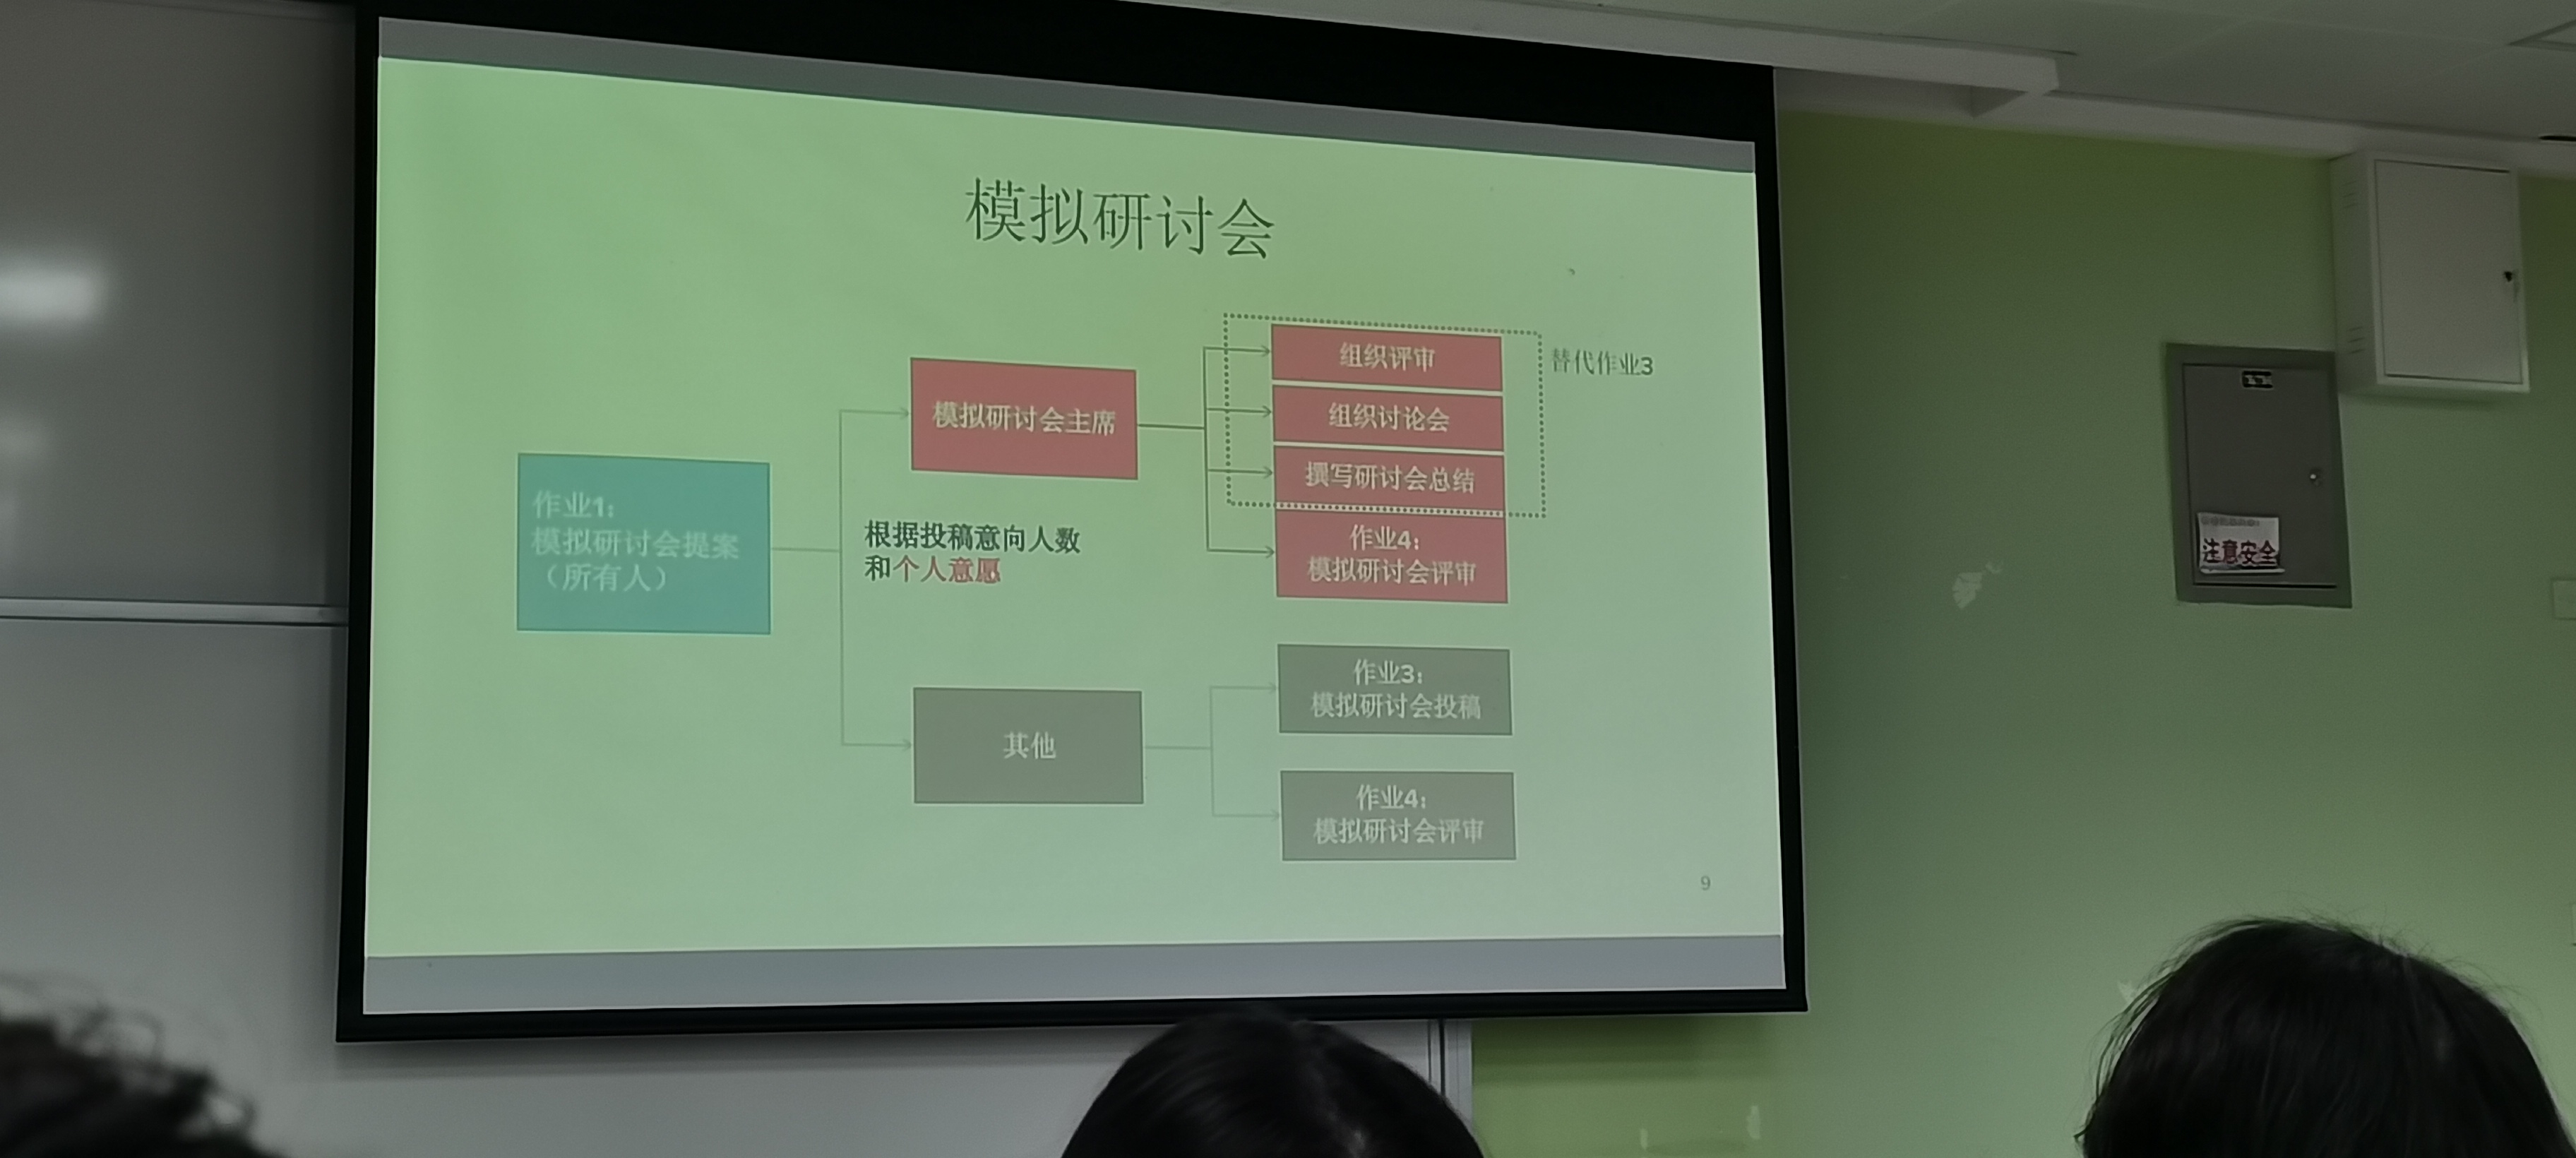 模拟研讨会
组织评审
替代作业3
模拟研讨会主席
组织讨论会
撰写研讨会总结
作业4:
模拟研讨会评审
作业1:
模拟研讨会提案
（所有人）
根据投稿意向人数
和个人意愿
作业3:
模拟研讨会投稿
其他
作业4:
模拟研讨会评审
9
注意安全